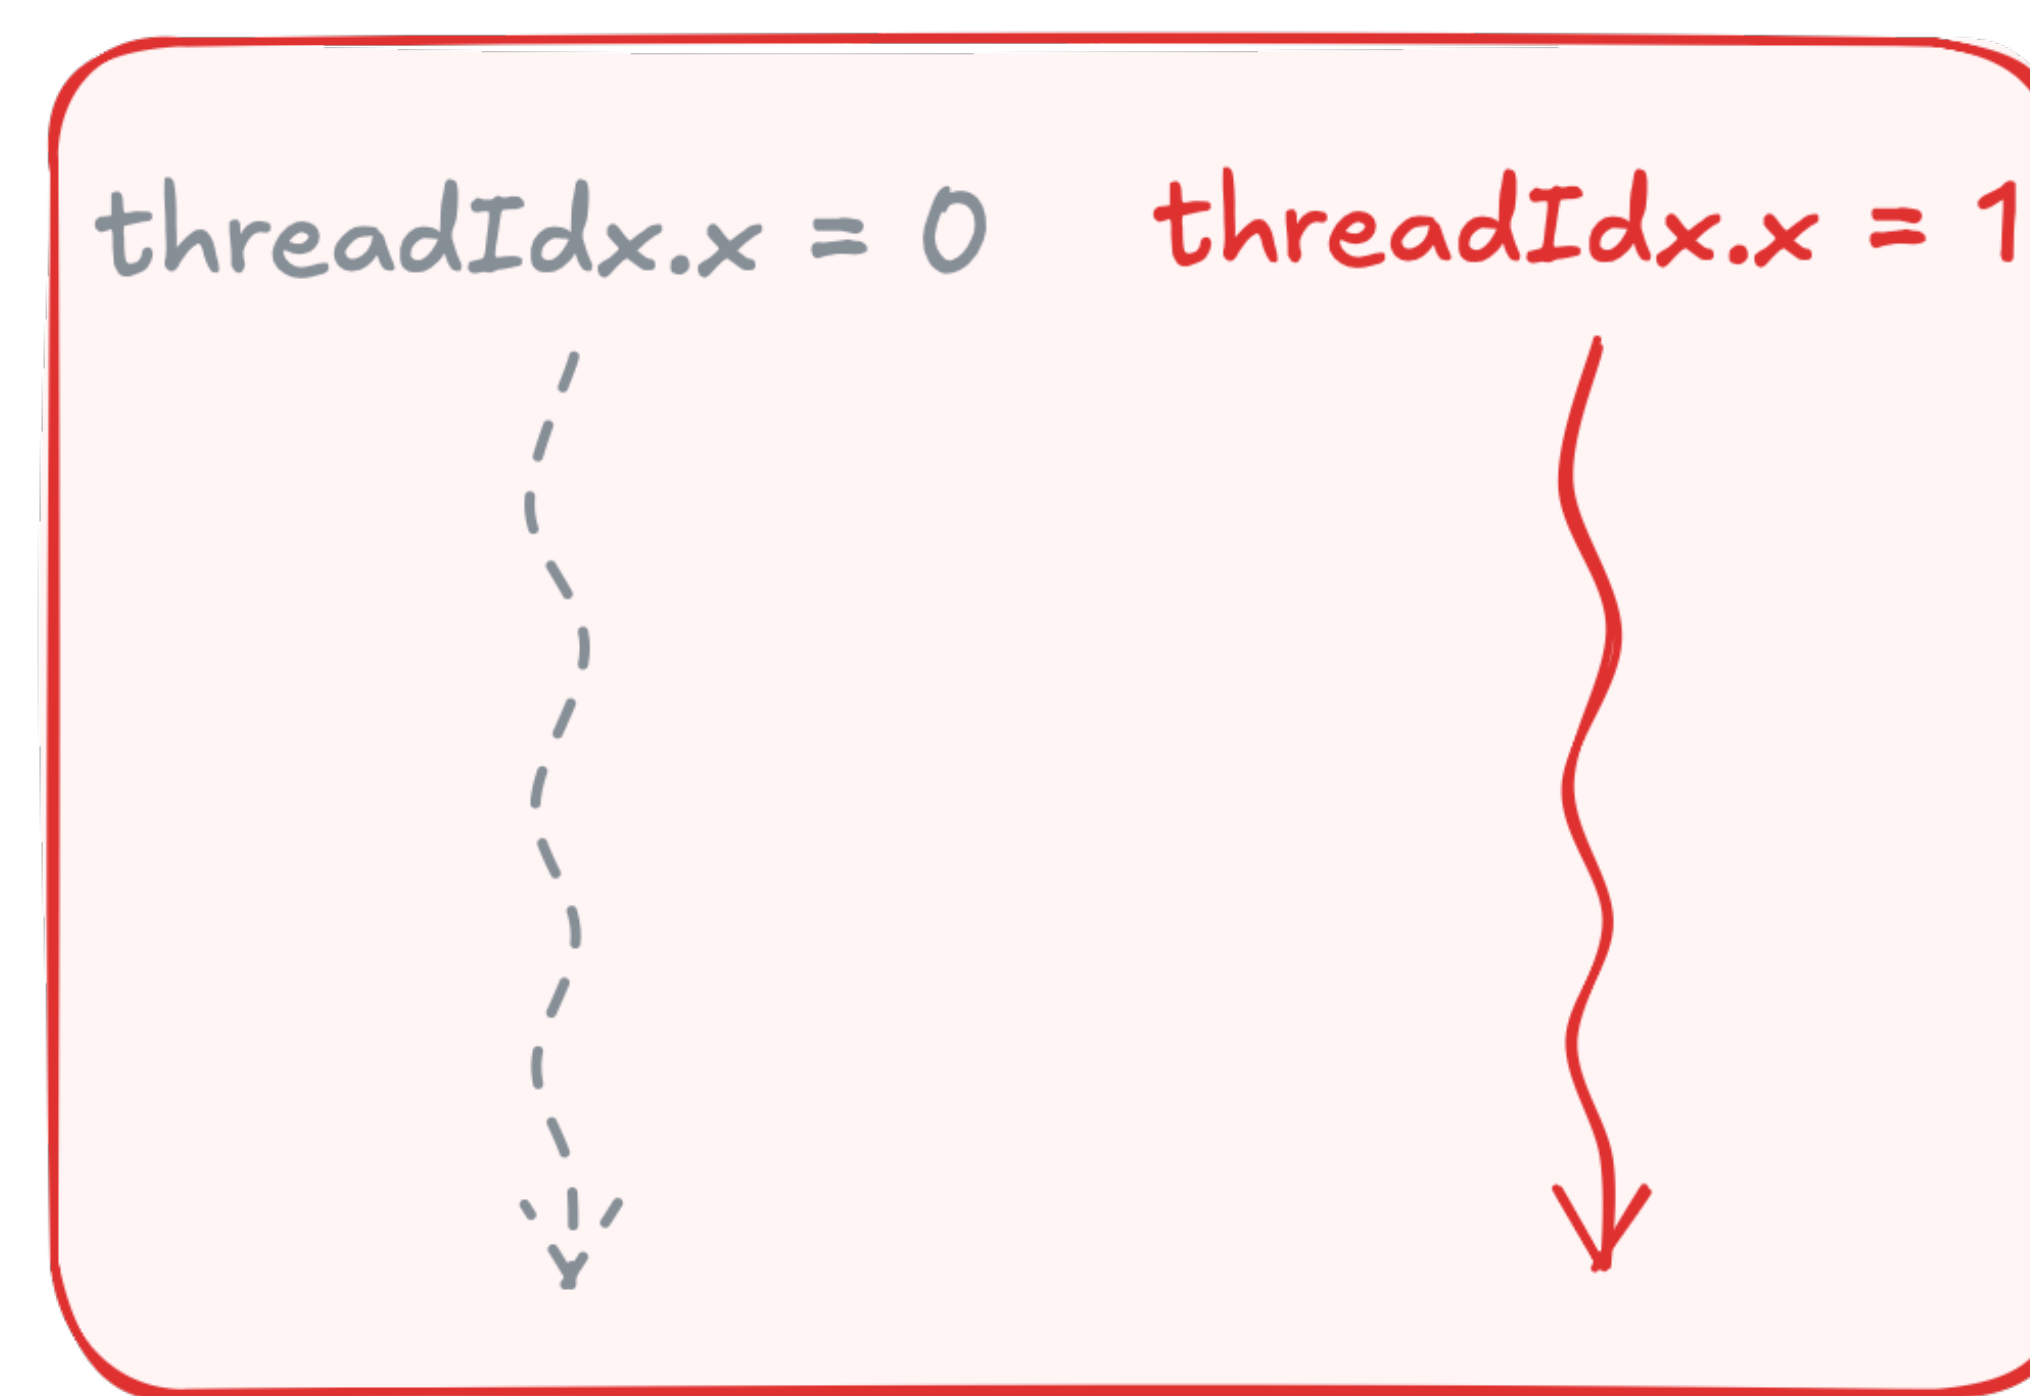 threadIdx.x = 0
threadIdx.x = 1